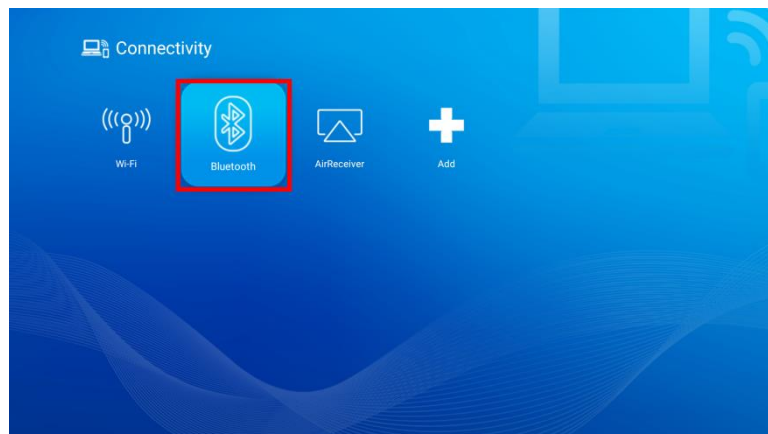 Connectivity
Wi-Fi
Bluetooth
AirReceiver
Add